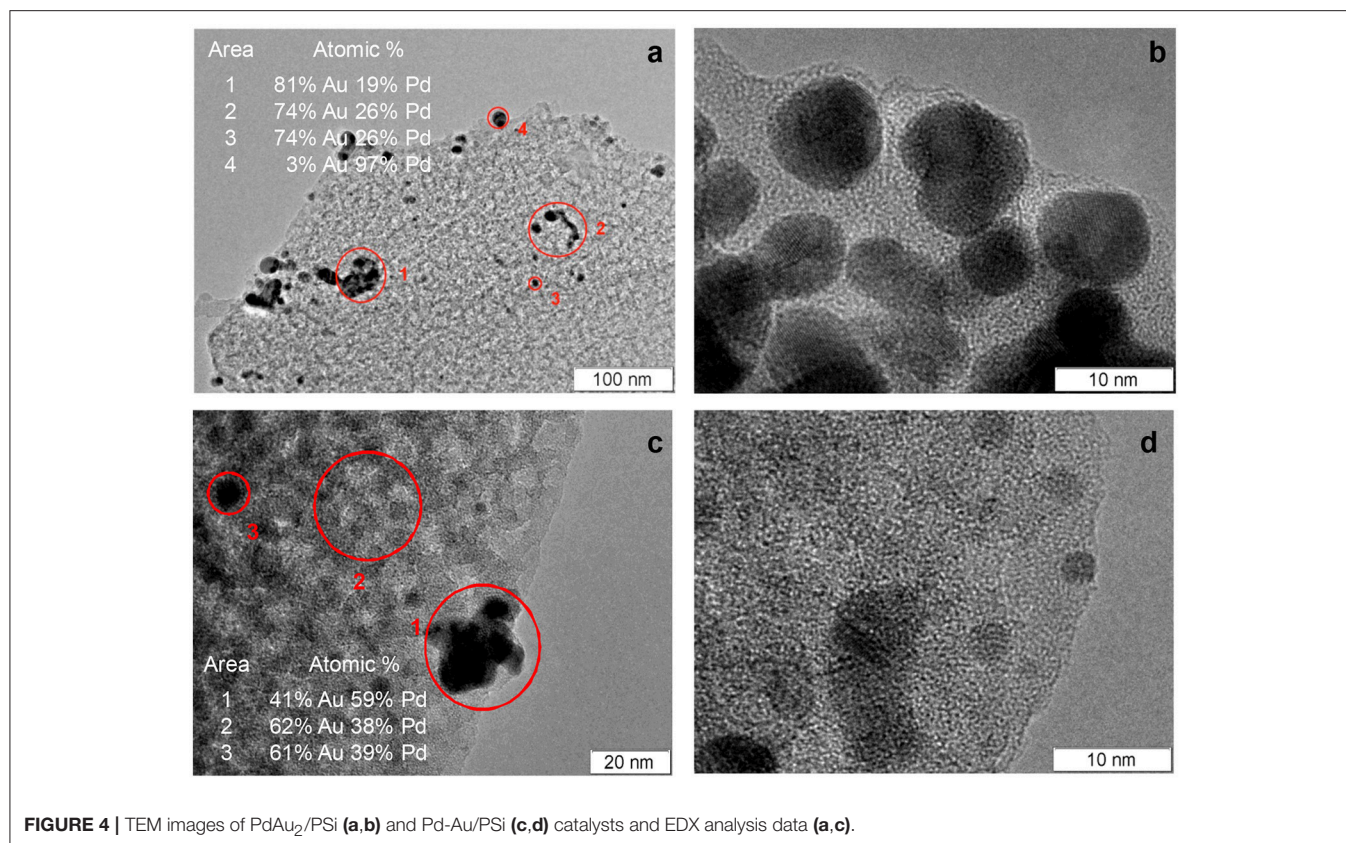 Area Atomic %
1 81% Au 19% Pd
2 74% Au 26% Pd
3 74% Au 26% Pd
4 3% Au 97% Pd
a
4
2
1
3
100 nm
b
10 nm
c
3
2
1
Area Atomic %
1 41% Au 59% Pd
2 62% Au 38% Pd
3 61% Au 39% Pd
20 nm
d
10 nm
FIGURE 4 | TEM images of PdAu₂/PSi (a,b) and Pd-Au/PSi (c,d) catalysts and EDX analysis data (a,c).